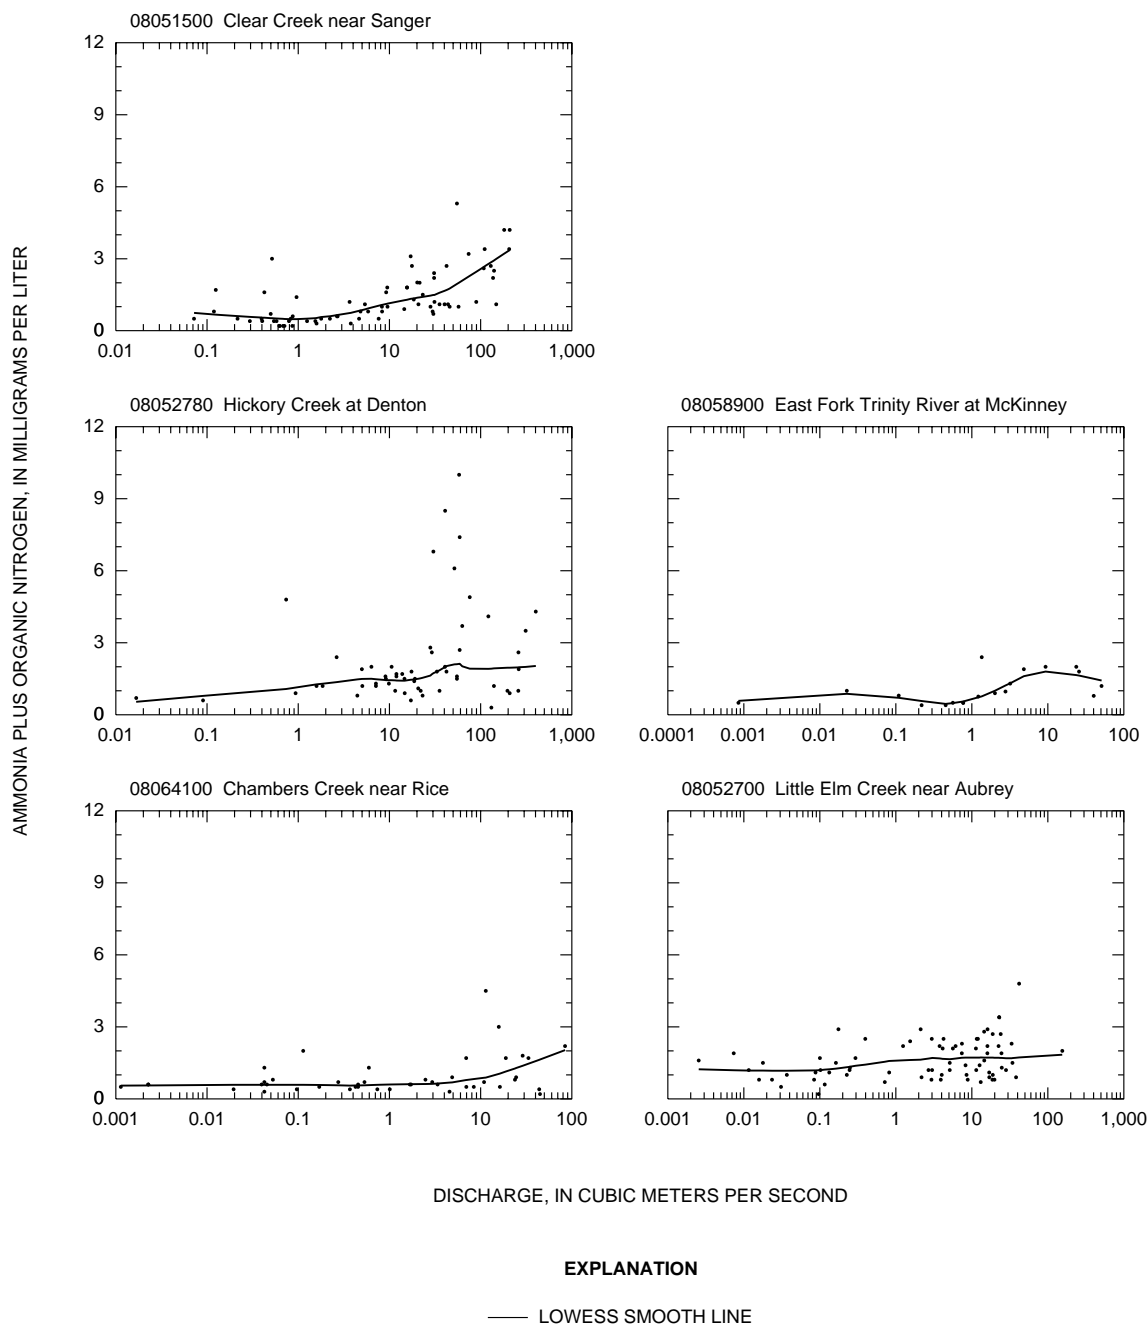 08051500 Clear Creek near Sanger
12
9
6
3
0
0.01 0.1 1 10 100 1,000
08052780 Hickory Creek at Denton
12
9
6
3
0
0.01 0.1 1 10 100 1,000
08058900 East Fork Trinity River at McKinney
0.0001 0.001 0.01 0.1 1 10 100
08064100 Chambers Creek near Rice
12
9
6
3
0
0.001 0.01 0.1 1 10 100
08052700 Little Elm Creek near Aubrey
0.001 0.01 0.1 1 10 100 1,000
AMMONIA PLUS ORGANIC NITROGEN, IN MILLIGRAMS PER LITER
DISCHARGE, IN CUBIC METERS PER SECOND
EXPLANATION
LOWESS SMOOTH LINE